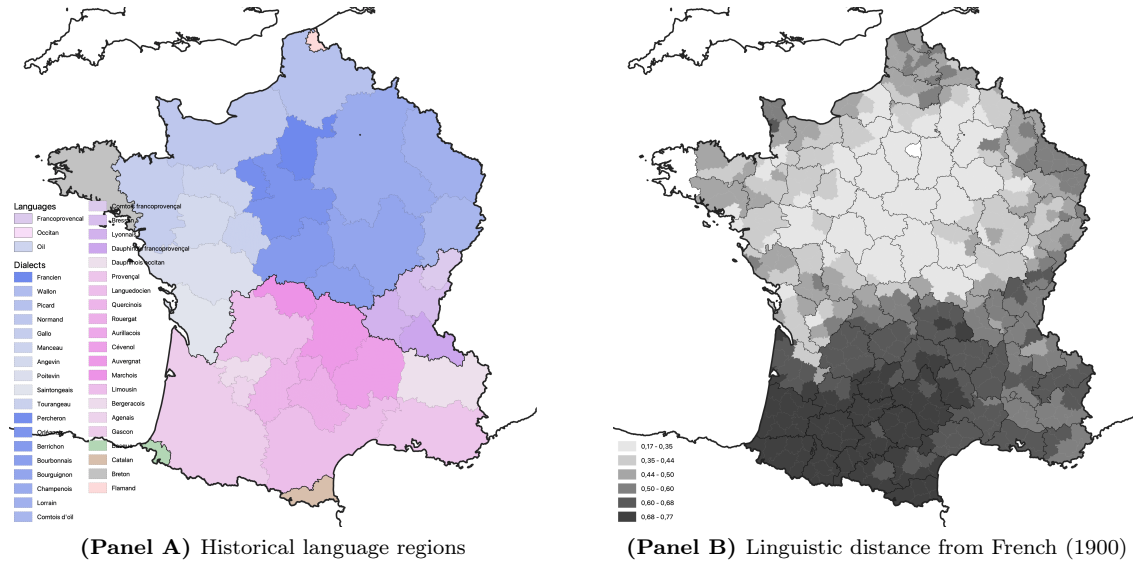 Languages
Francoprovencal
Occitan
Oil
Dialects
Francien
Wallon
Picard
Normand
Gallo
Manceau
Angevin
Poitevin
Saintongeais
Tourangeau
Percheron
Berrichon
Bourbonnais
Bourguignon
Champenois
Lorrain
Comtois d'oil
Comtois francoprovençal
Bressan
Lyonnais
Dauphinois francoprovençal
Dauphinois occitan
Provençal
Languedocien
Quercinois
Rouergat
Aurillacois
Cévenol
Auvergnat
Marchois
Limousin
Bergeracois
Agenais
Gascon
Catalan
Breton
Flamand
(Panel A) Historical language regions
0,17 - 0,35
0,35 - 0,44
0,44 - 0,50
0,50 - 0,60
0,60 - 0,68
0,68 - 0,77
(Panel B) Linguistic distance from French (1900)